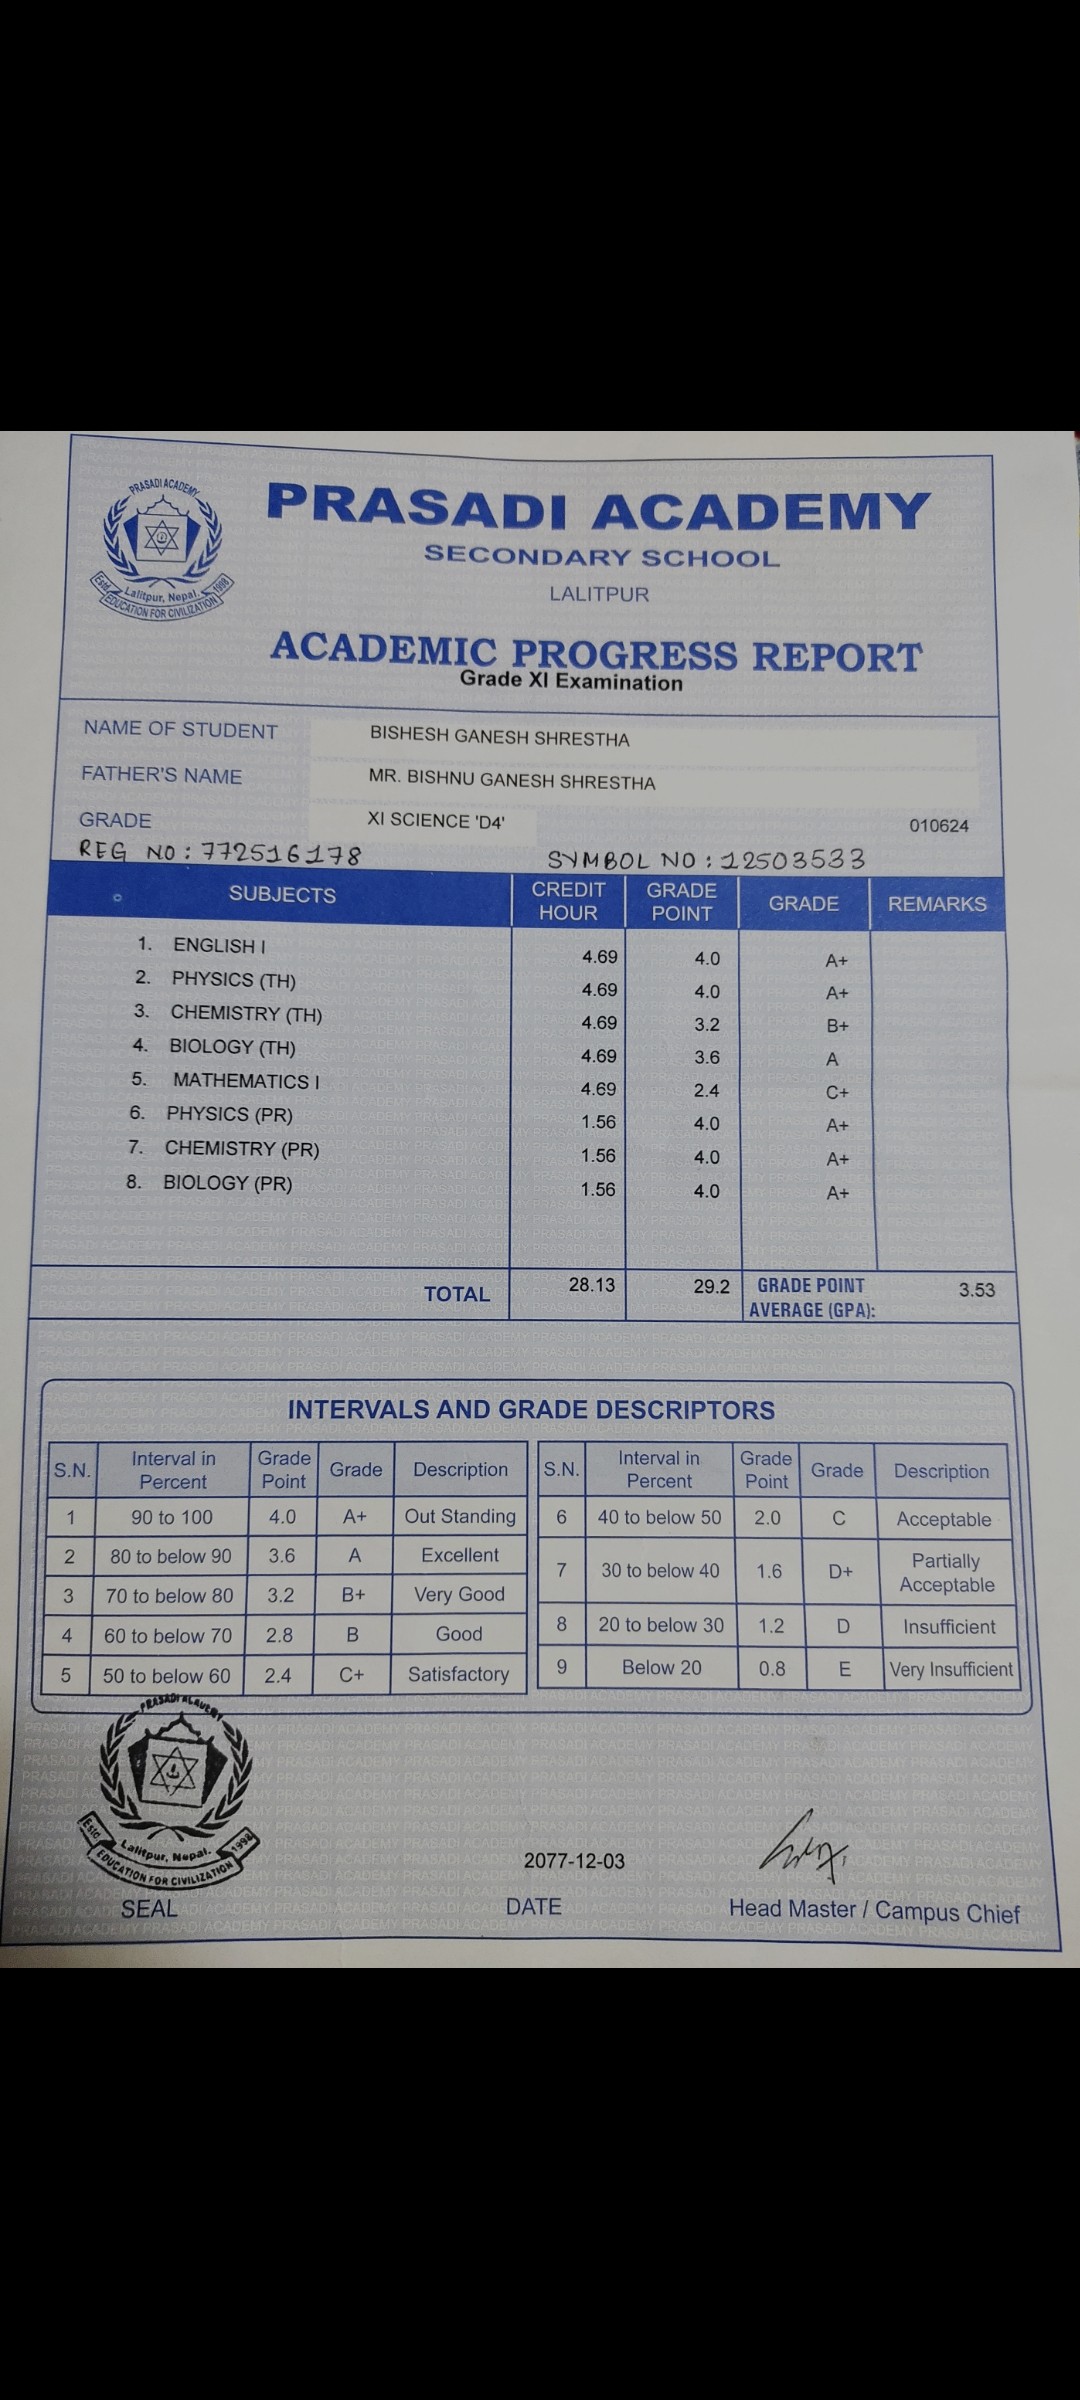 PRASADI ACADEMY
Lalitpur, Nepal.
Estd 1998
EDUCATION FOR CIVILIZATION
PRASADI ACADEMY
SECONDARY SCHOOL
LALITPUR
ACADEMIC PROGRESS REPORT
Grade XI Examination
NAME OF STUDENT BISHESH GANESH SHRESTHA
FATHER'S NAME MR. BISHNU GANESH SHRESTHA
GRADE XI SCIENCE 'D4' 010624
REG NO : 772516178 SYMBOL NO : 12503533
SUBJECTS CREDIT HOUR GRADE POINT GRADE REMARKS
1. ENGLISH I 4.69 4.0 A+
2. PHYSICS (TH) 4.69 4.0 A+
3. CHEMISTRY (TH) 4.69 3.2 B+
4. BIOLOGY (TH) 4.69 3.6 A
5. MATHEMATICS I 4.69 2.4 C+
6. PHYSICS (PR) 1.56 4.0 A+
7. CHEMISTRY (PR) 1.56 4.0 A+
8. BIOLOGY (PR) 1.56 4.0 A+
TOTAL 28.13 29.2 GRADE POINT AVERAGE (GPA): 3.53
INTERVALS AND GRADE DESCRIPTORS
S.N. Interval in Percent Grade Point Grade Description
1 90 to 100 4.0 A+ Out Standing
2 80 to below 90 3.6 A Excellent
3 70 to below 80 3.2 B+ Very Good
4 60 to below 70 2.8 B Good
5 50 to below 60 2.4 C+ Satisfactory
S.N. Interval in Percent Grade Point Grade Description
6 40 to below 50 2.0 C Acceptable
7 30 to below 40 1.6 D+ Partially Acceptable
8 20 to below 30 1.2 D Insufficient
9 Below 20 0.8 E Very Insufficient
PRASADI ACADEMY
Lalitpur, Nepal.
Estd 1998
EDUCATION FOR CIVILIZATION
2077-12-03
SEAL DATE Head Master / Campus Chief